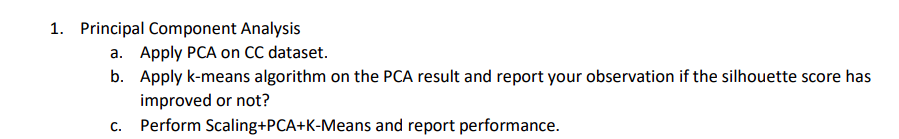 1. Principal Component Analysis
a. Apply PCA on CC dataset.
b. Apply k-means algorithm on the PCA result and report your observation if the silhouette score has
improved or not?
c. Perform Scaling+PCA+K-Means and report performance.